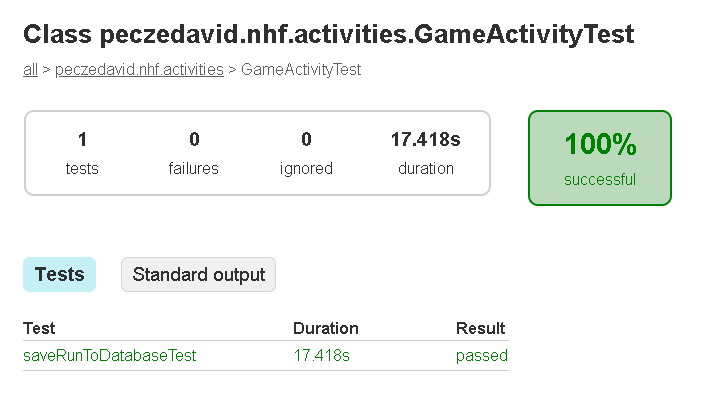 Class peczedavid.nhf.activities.GameActivityTest
all > peczedavid.nhf.activities > GameActivityTest
1 0 0 17.418s
tests failures ignored duration
100%
successful
Tests Standard output
Test Duration Result
saveRunToDatabaseTest 17.418s passed